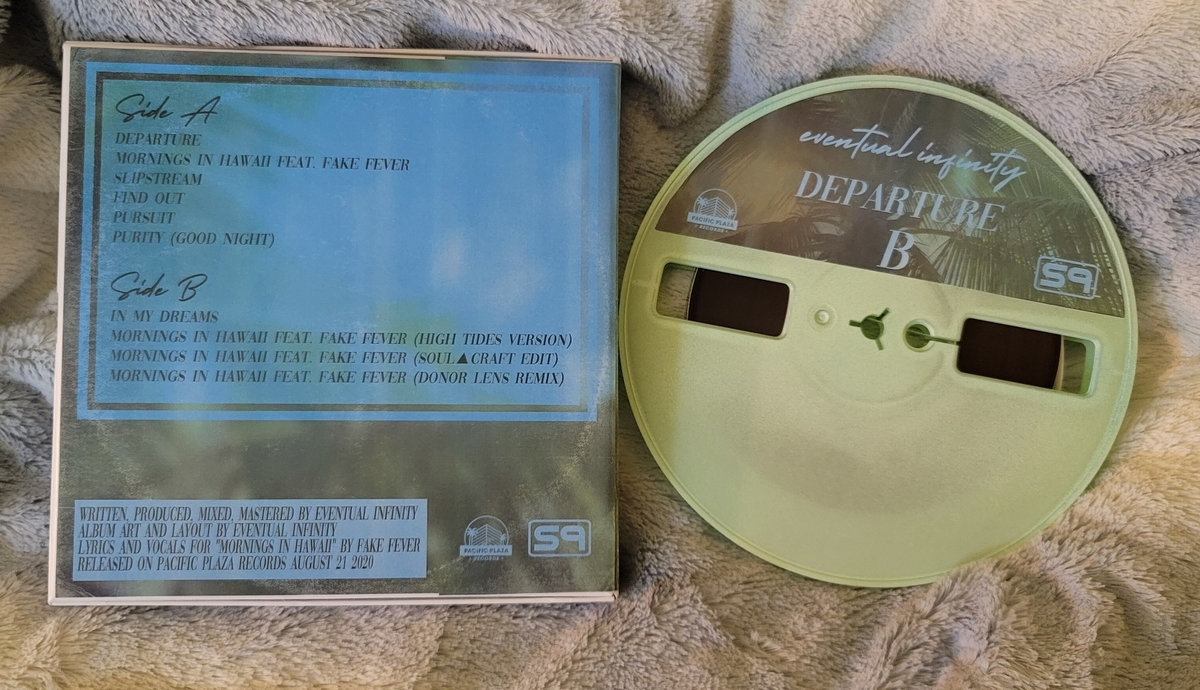 Side A
DEPARTURE
MORNINGS IN HAWAII FEAT. FAKE FEVER
SLIPSTREAM
FIND OUT
PURSUIT
PURITY (GOOD NIGHT)
Side B
IN MY DREAMS
MORNINGS IN HAWAII FEAT. FAKE FEVER (HIGH TIDES VERSION)
MORNINGS IN HAWAII FEAT. FAKE FEVER (SOUL▲CRAFT EDIT)
MORNINGS IN HAWAII FEAT. FAKE FEVER (DONOR LENS REMIX)
WRITTEN, PRODUCED, MIXED, MASTERED BY EVENTUAL INFINITY
ALBUM ART AND LAYOUT BY EVENTUAL INFINITY
LYRICS AND VOCALS FOR "MORNINGS IN HAWAII" BY FAKE FEVER
RELEASED ON PACIFIC PLAZA RECORDS AUGUST 21 2020
PACIFIC PLAZA
RECORDS
eventual infinity
DEPARTURE
B
PACIFIC PLAZA
RECORDS